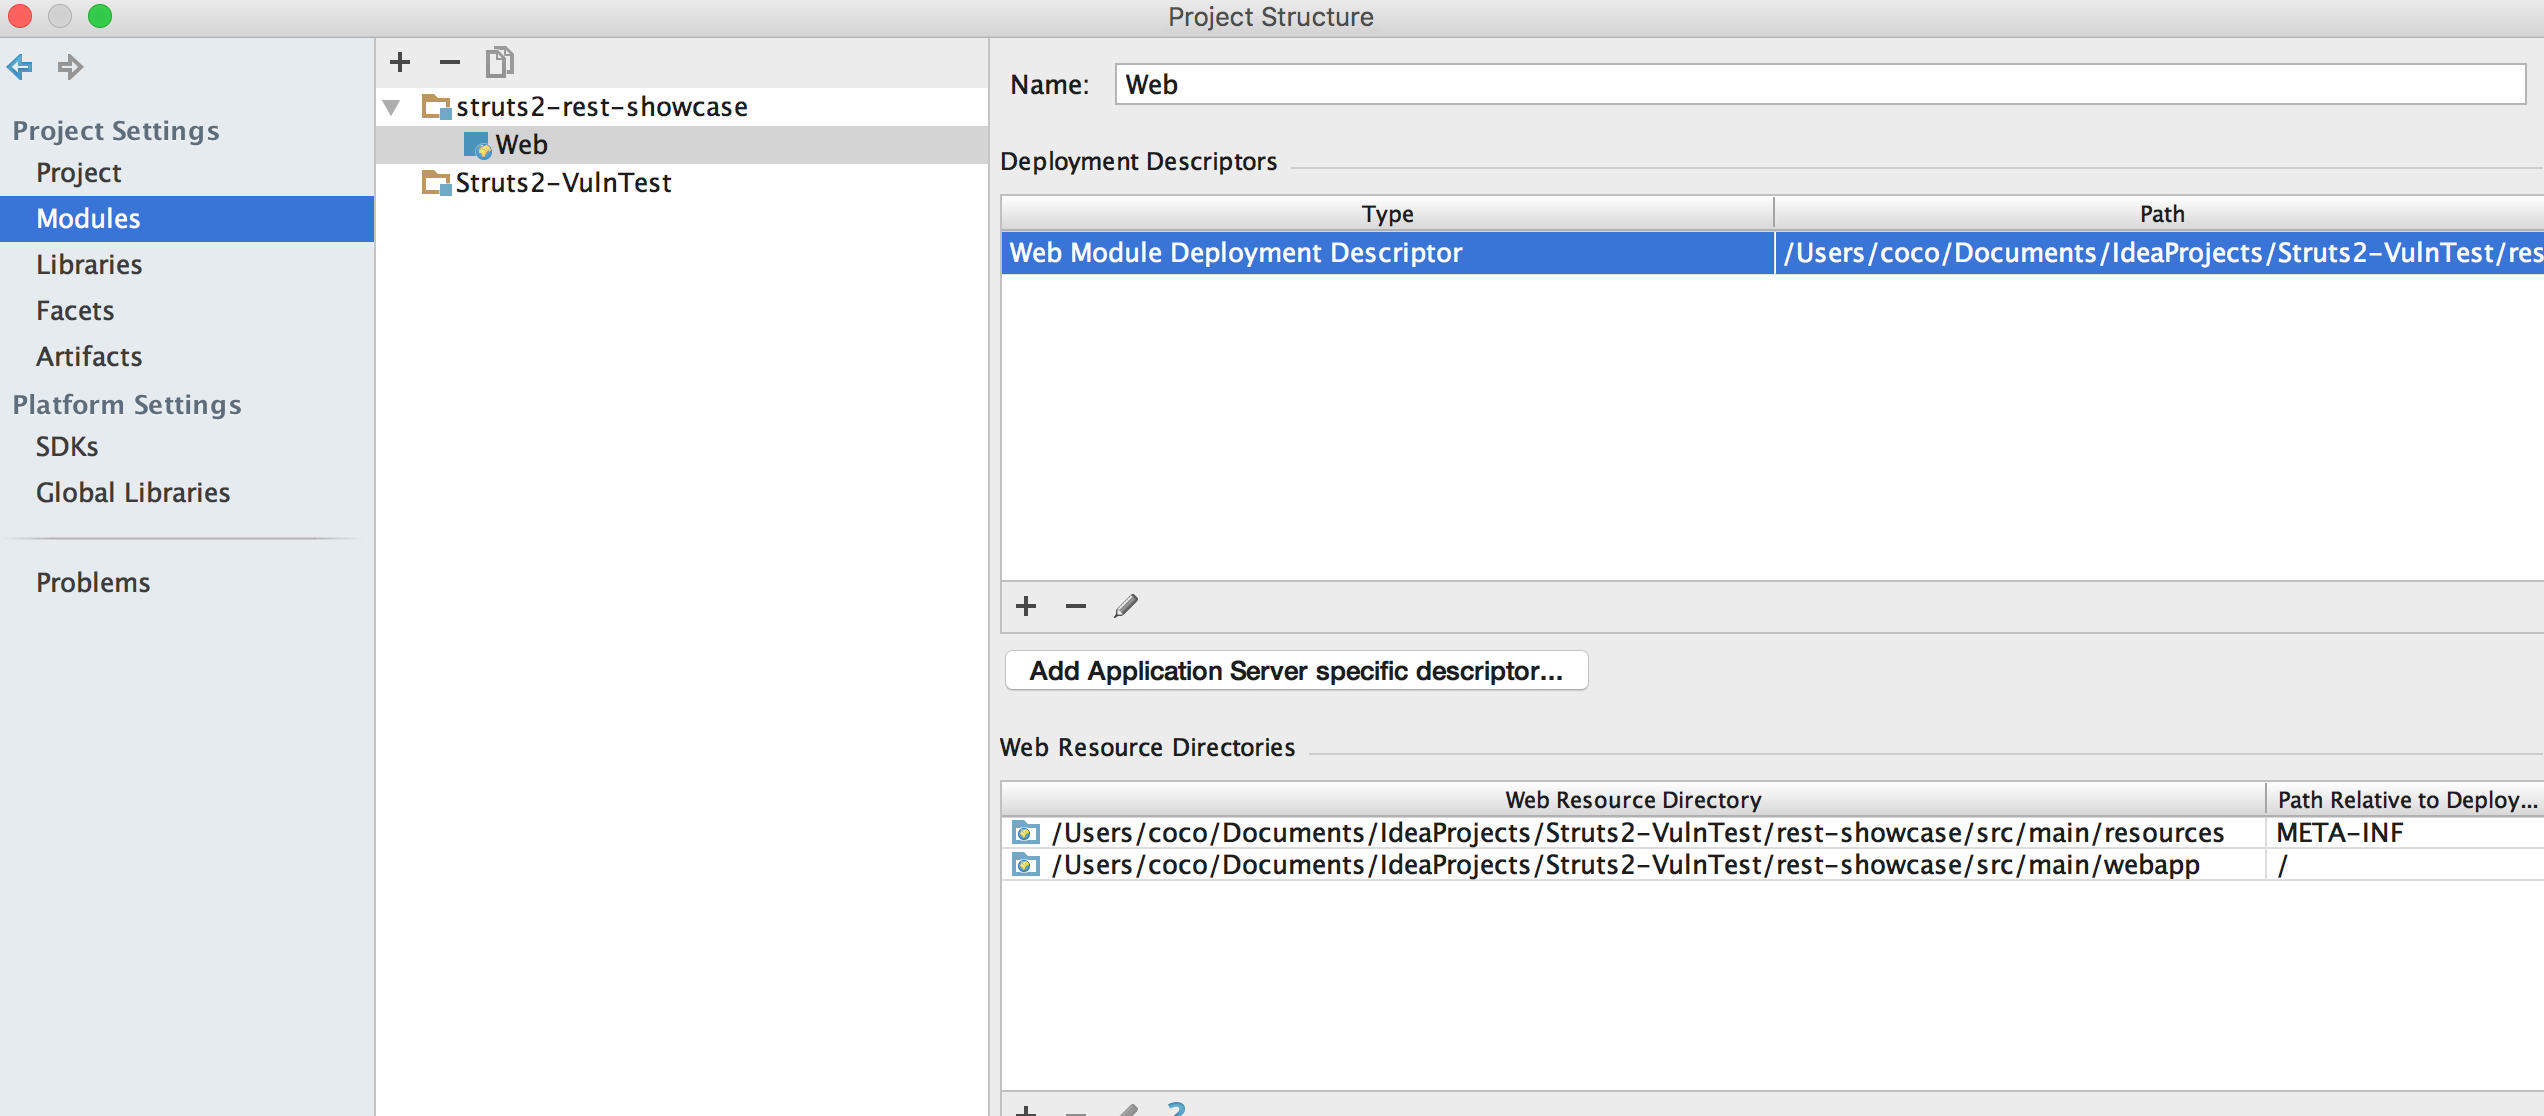 Project Structure
Project Settings
Project
Modules
Libraries
Facets
Artifacts
Platform Settings
SDKs
Global Libraries
Problems
struts2-rest-showcase
Web
Struts2-VulnTest
Name: Web
Deployment Descriptors
Type Path
Web Module Deployment Descriptor /Users/coco/Documents/IdeaProjects/Struts2-VulnTest/res
Add Application Server specific descriptor...
Web Resource Directories
Web Resource Directory Path Relative to Deploy...
/Users/coco/Documents/IdeaProjects/Struts2-VulnTest/rest-showcase/src/main/resources META-INF
/Users/coco/Documents/IdeaProjects/Struts2-VulnTest/rest-showcase/src/main/webapp /